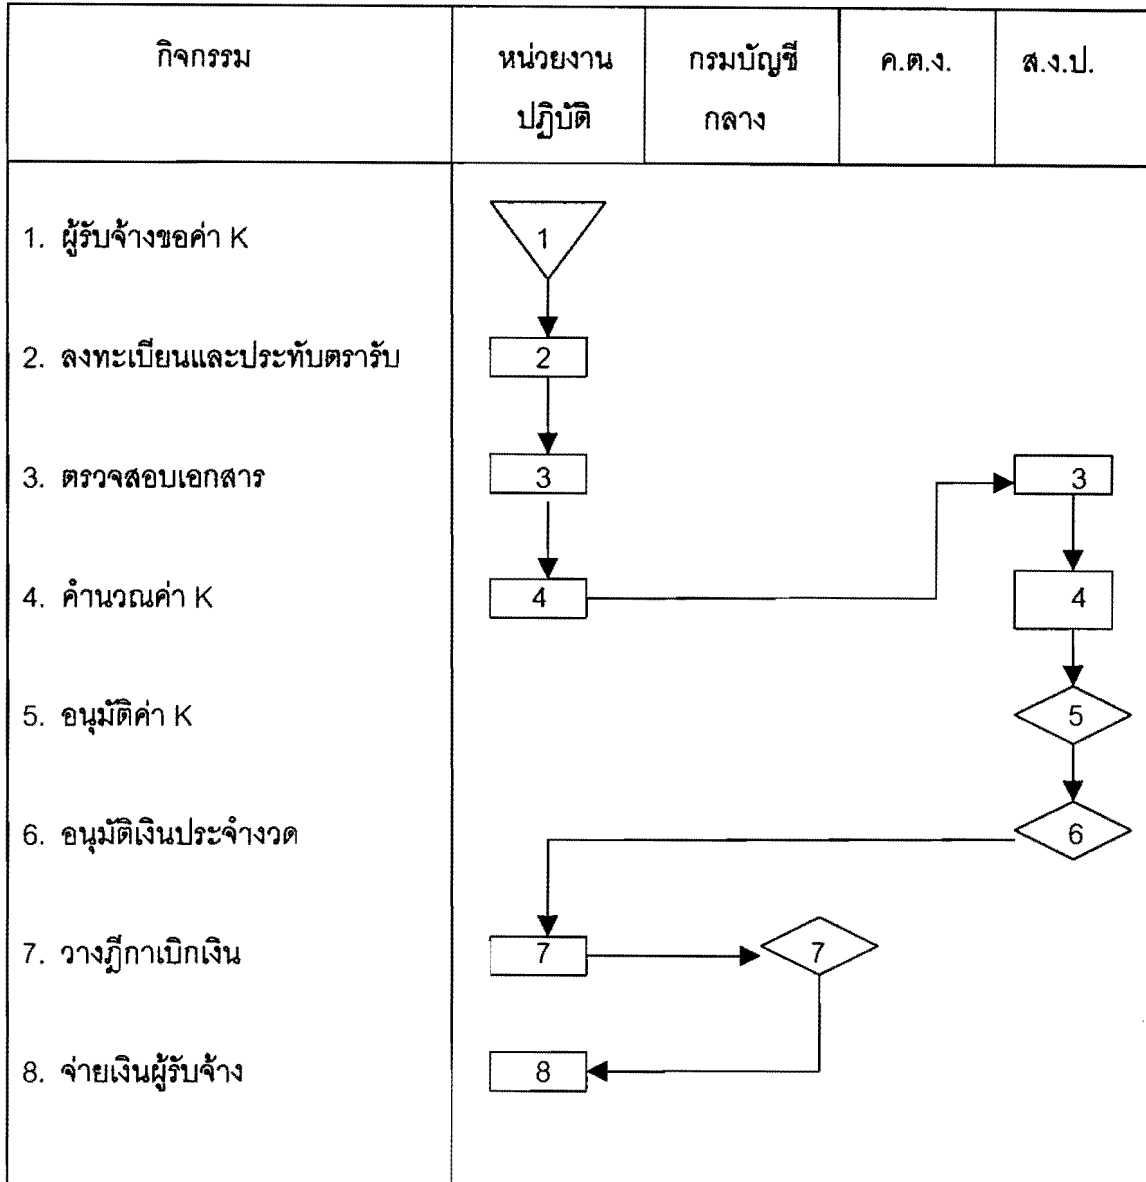 กิจกรรม
หน่วยงาน
ปฏิบัติ
กรมบัญชี
กลาง
ค.ต.ง.
ส.ง.ป.
1. ผู้รับจ้างขอค่า K
1
2. ลงทะเบียนและประทับตรารับ
2
3. ตรวจสอบเอกสาร
3
3
4. คำนวณค่า K
4
4
5. อนุมัติค่า K
5
6. อนุมัติเงินประจำงวด
6
7. วางฎีกาเบิกเงิน
7
7
8. จ่ายเงินผู้รับจ้าง
8